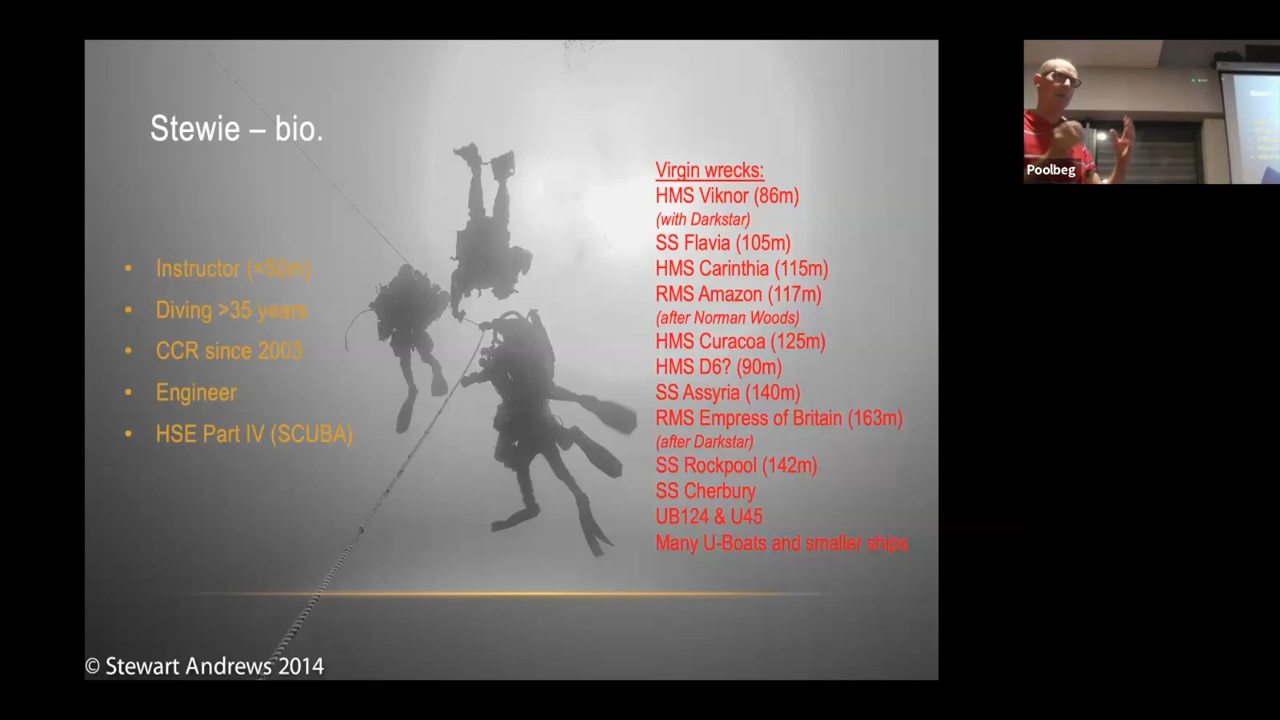 Stewie – bio.
• Instructor (<50m)
• Diving >35 years
• CCR since 2003
• Engineer
• HSE Part IV (SCUBA)
Virgin wrecks:
HMS Viknor (86m)
(with Darkstar)
SS Flavia (105m)
HMS Carinthia (115m)
RMS Amazon (117m)
(after Norman Woods)
HMS Curacoa (125m)
HMS D6? (90m)
SS Assyria (140m)
RMS Empress of Britain (163m)
(after Darkstar)
SS Rockpool (142m)
SS Cherbury
UB124 & U45
Many U-Boats and smaller ships
© Stewart Andrews 2014
Poolbeg